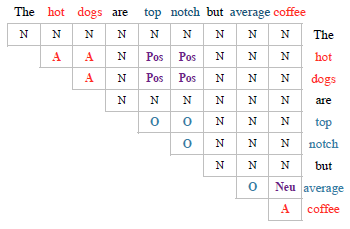 The hot dogs are top notch but average coffee
N N N N N N N N N The
A A N Pos Pos N N N hot
A N Pos Pos N N N dogs
N N N N N N are
O O N N N top
O N N N notch
N N N but
O Neu average
A coffee